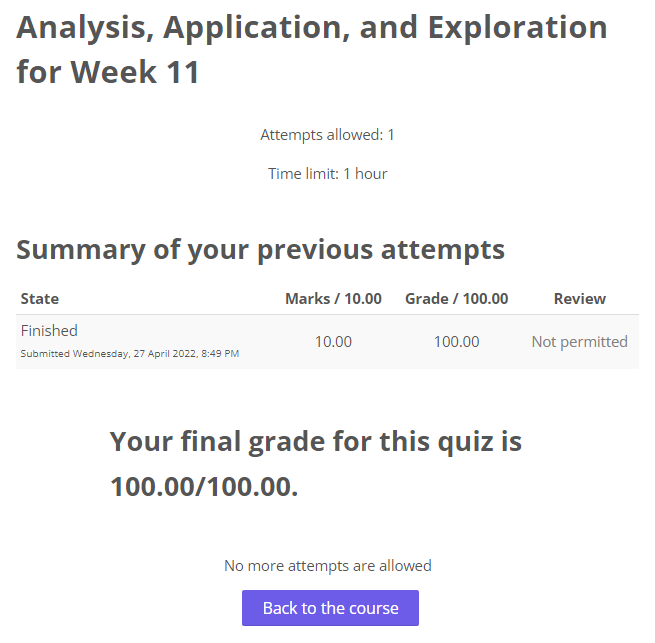 Analysis, Application, and Exploration
for Week 11
Attempts allowed: 1
Time limit: 1 hour
Summary of your previous attempts
State Marks / 10.00 Grade / 100.00 Review
Finished
Submitted Wednesday, 27 April 2022, 8:49 PM
10.00 100.00 Not permitted
Your final grade for this quiz is
100.00/100.00.
No more attempts are allowed
Back to the course